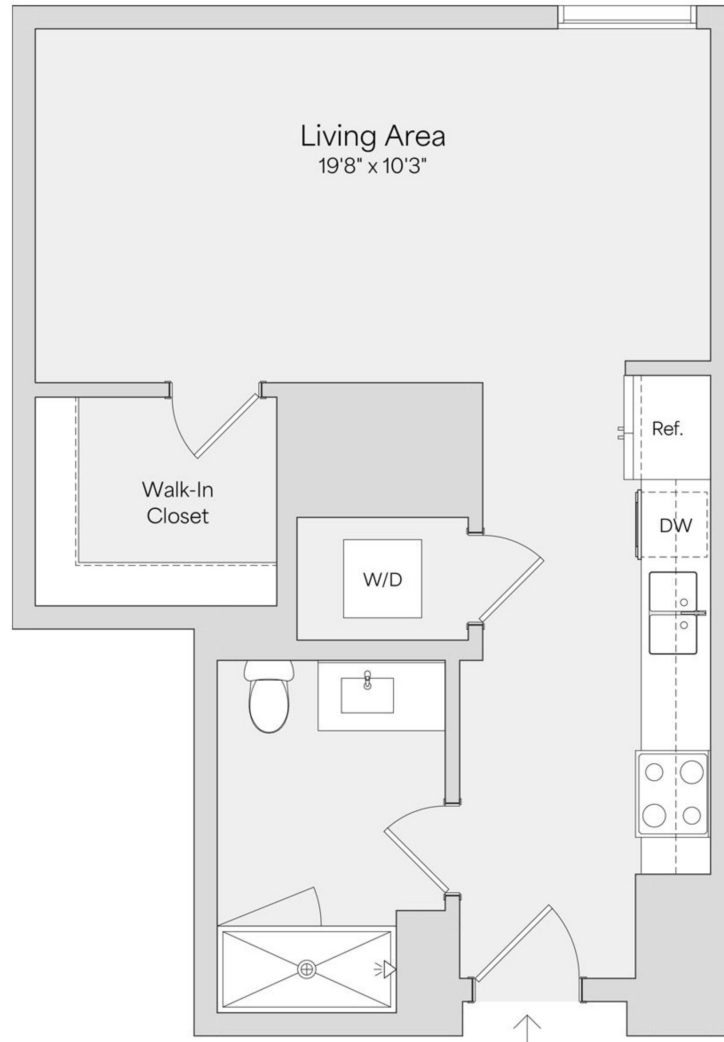 Living Area
19'8" x 10'3"
Ref.
Walk-In
Closet
DW
W/D